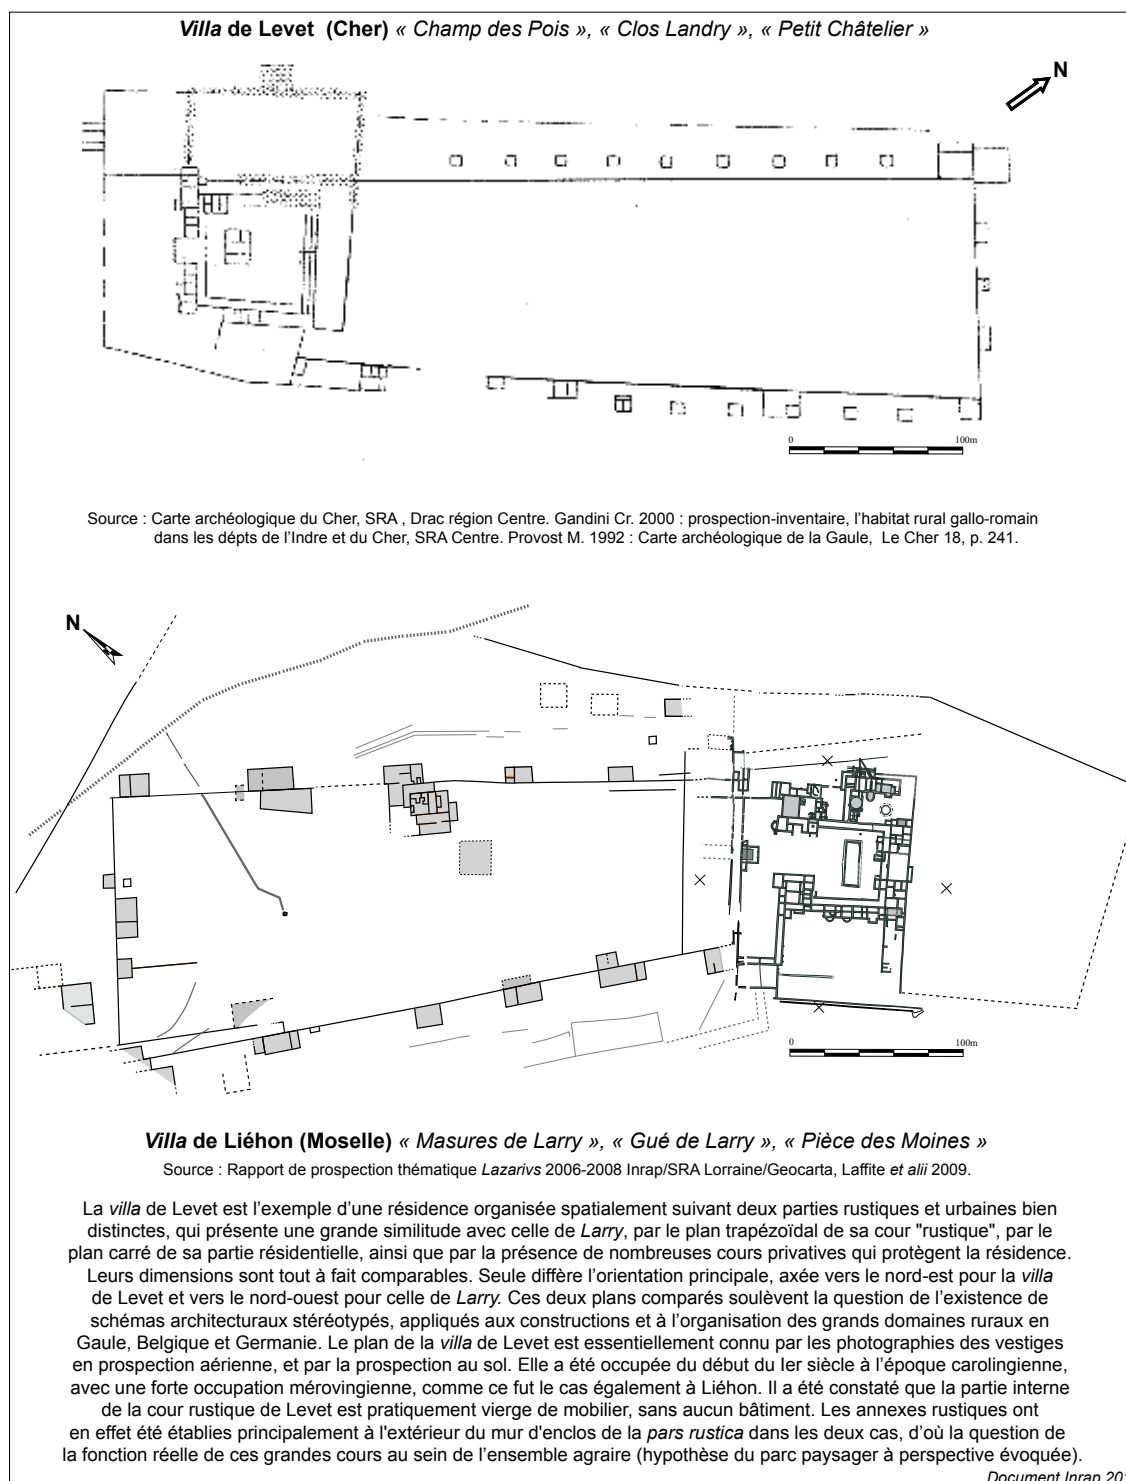 Villa de Levet (Cher) « Champ des Pois », « Clos Landry », « Petit Châtelier »
N
0 100m
Source : Carte archéologique du Cher, SRA , Drac région Centre. Gandini Cr. 2000 : prospection-inventaire, l’habitat rural gallo-romain
dans les dépts de l’Indre et du Cher, SRA Centre. Provost M. 1992 : Carte archéologique de la Gaule, Le Cher 18, p. 241.
N
0 100m
Villa de Liéhon (Moselle) « Masures de Larry », « Gué de Larry », « Pièce des Moines »
Source : Rapport de prospection thématique Lazarivs 2006-2008 Inrap/SRA Lorraine/Geocarta, Laffite et alii 2009.
La villa de Levet est l’exemple d’une résidence organisée spatialement suivant deux parties rustiques et urbaines bien
distinctes, qui présente une grande similitude avec celle de Larry, par le plan trapézoïdal de sa cour "rustique", par le
plan carré de sa partie résidentielle, ainsi que par la présence de nombreuses cours privatives qui protègent la résidence.
Leurs dimensions sont tout à fait comparables. Seule diffère l’orientation principale, axée vers le nord-est pour la villa
de Levet et vers le nord-ouest pour celle de Larry. Ces deux plans comparés soulèvent la question de l’existence de
schémas architecturaux stéréotypés, appliqués aux constructions et à l’organisation des grands domaines ruraux en
Gaule, Belgique et Germanie. Le plan de la villa de Levet est essentiellement connu par les photographies des vestiges
en prospection aérienne, et par la prospection au sol. Elle a été occupée du début du Ier siècle à l’époque carolingienne,
avec une forte occupation mérovingienne, comme ce fut le cas également à Liéhon. Il a été constaté que la partie interne
de la cour rustique de Levet est pratiquement vierge de mobilier, sans aucun bâtiment. Les annexes rustiques ont
en effet été établies principalement à l'extérieur du mur d'enclos de la pars rustica dans les deux cas, d’où la question de
la fonction réelle de ces grandes cours au sein de l’ensemble agraire (hypothèse du parc paysager à perspective évoquée).
Document Inrap